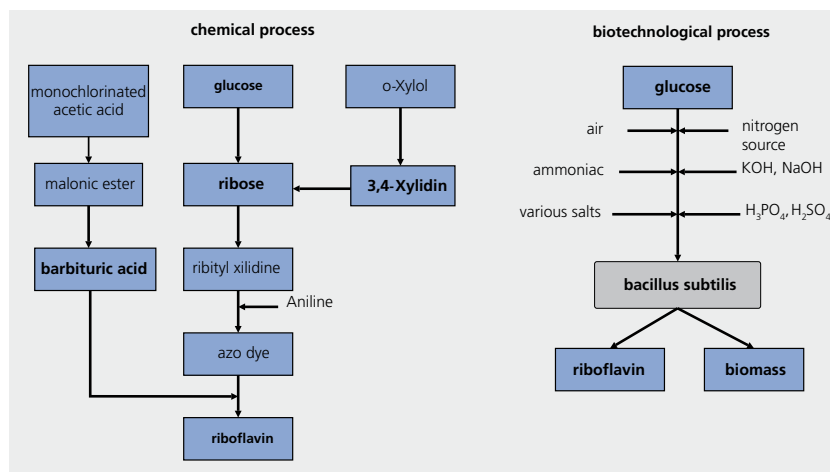 chemical process
monochlorinated
acetic acid
glucose
o-Xylol
malonic ester
ribose
3,4-Xylidin
barbituric acid
ribityl xilidine
Aniline
azo dye
riboflavin
biotechnological process
glucose
air
nitrogen
source
ammoniac
KOH, NaOH
various salts
H₃PO₄, H₂SO₄
bacillus subtilis
riboflavin
biomass